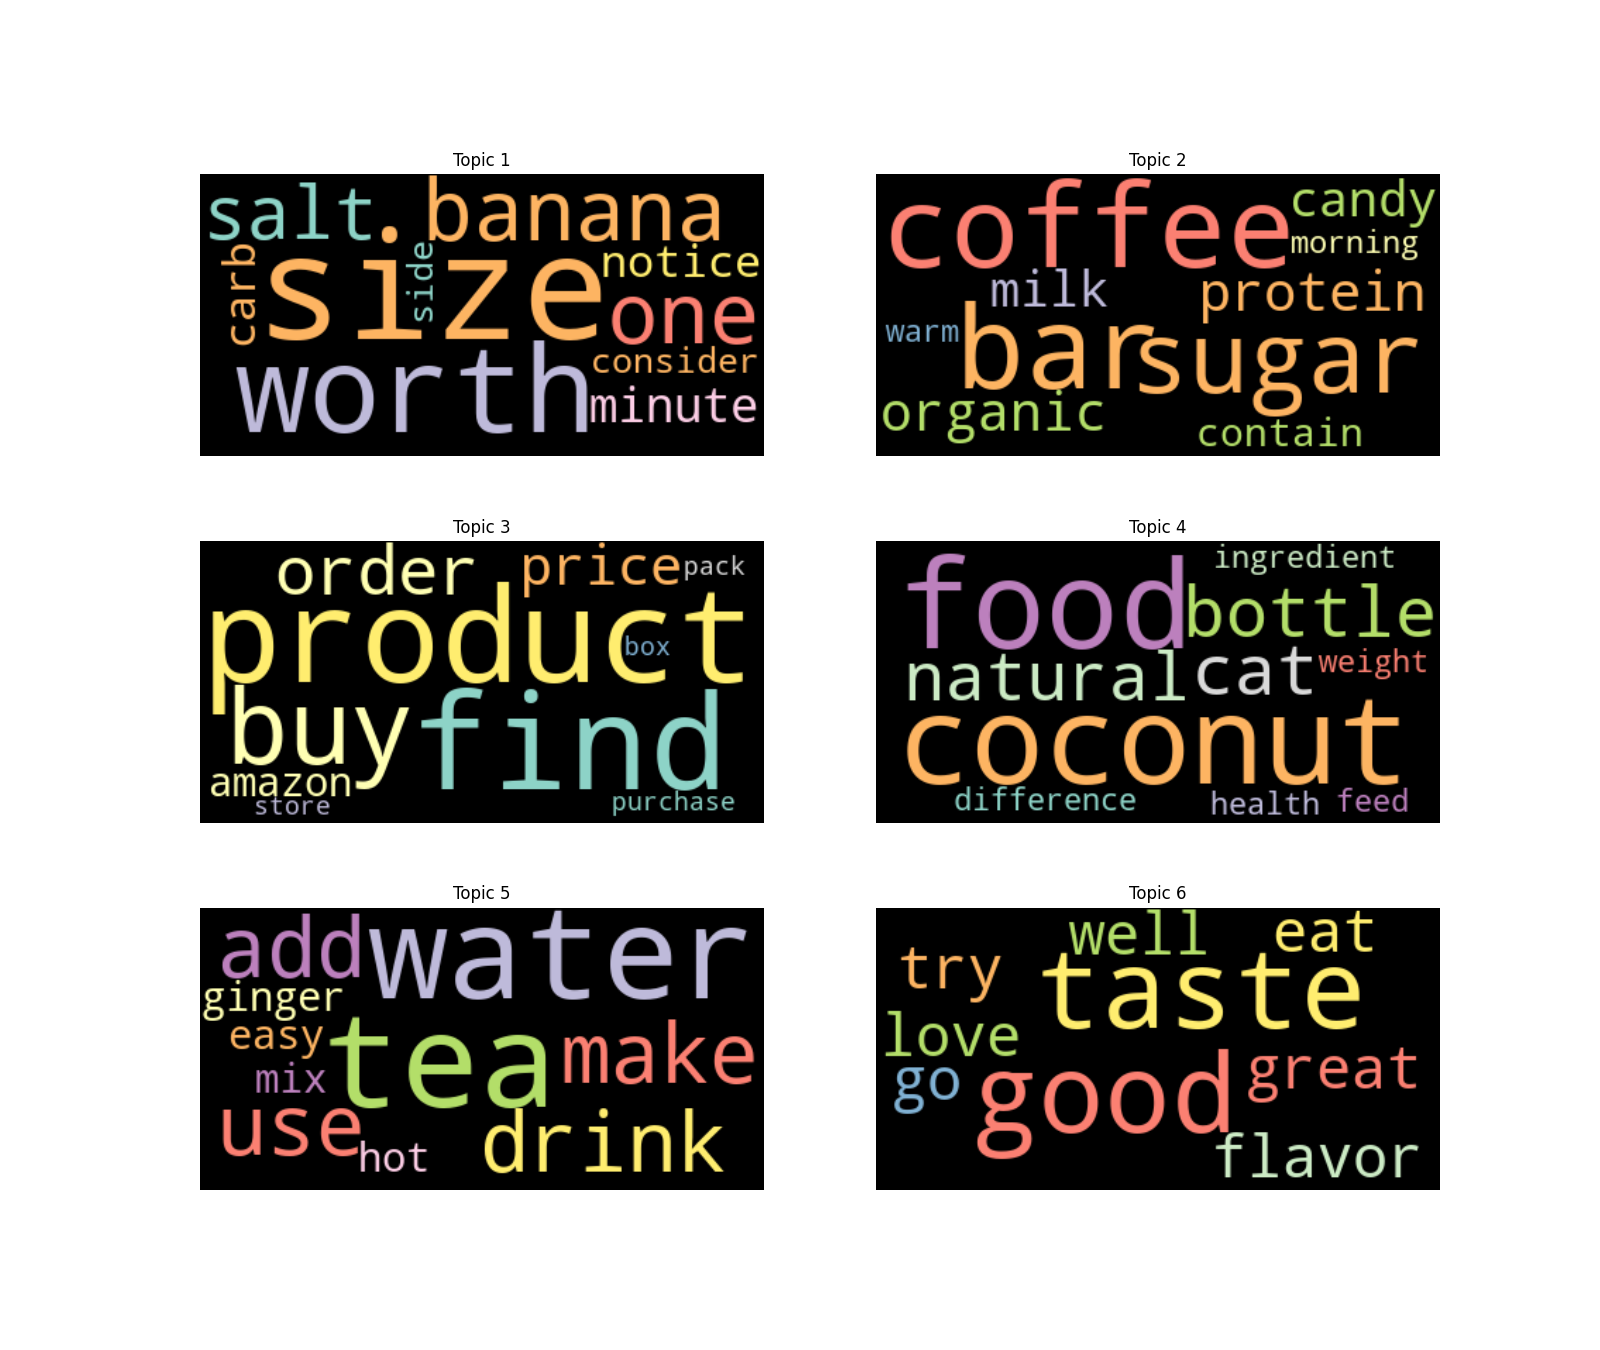 Topic 1
salt
banana
carb
size
side
notice
one
worth
consider
minute
Topic 2
coffee
candy
morning
milk
protein
warm
bar
sugar
organic
contain
Topic 3
order
price
pack
product
box
buy
find
amazon
store
purchase
Topic 4
food
ingredient
bottle
natural
cat
weight
coconut
difference
health
feed
Topic 5
add
water
ginger
easy
tea
make
mix
use
hot
drink
Topic 6
well
eat
try
taste
love
go
good
great
flavor